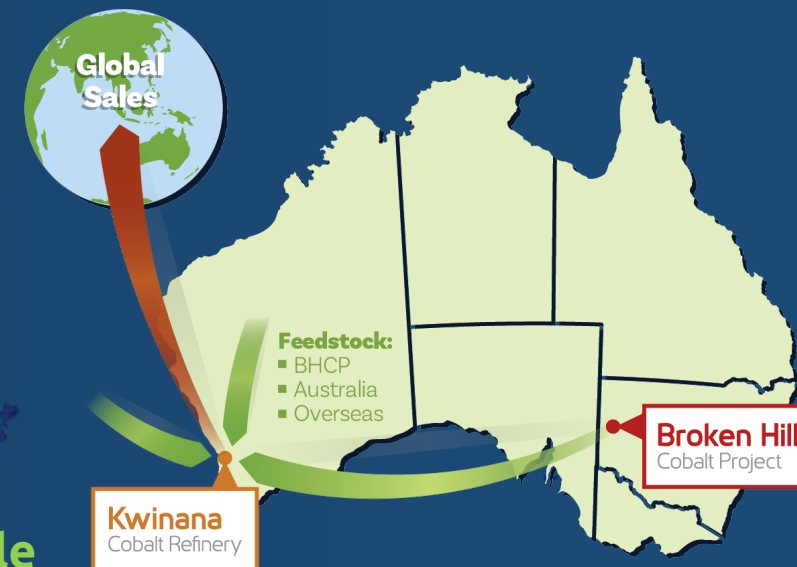 Global
Sales
Feedstock:
▪ BHCP
▪ Australia
▪ Overseas
Broken Hill
Cobalt Project
Kwinana
Cobalt Refinery